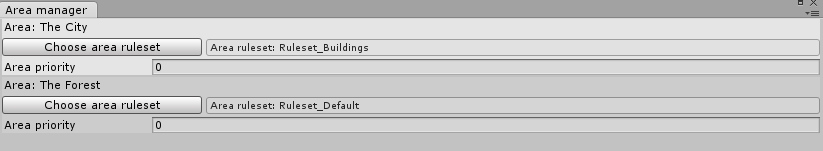 Area manager
Area: The City
Choose area ruleset Area ruleset: Ruleset_Buildings
Area priority 0
Area: The Forest
Choose area ruleset Area ruleset: Ruleset_Default
Area priority 0